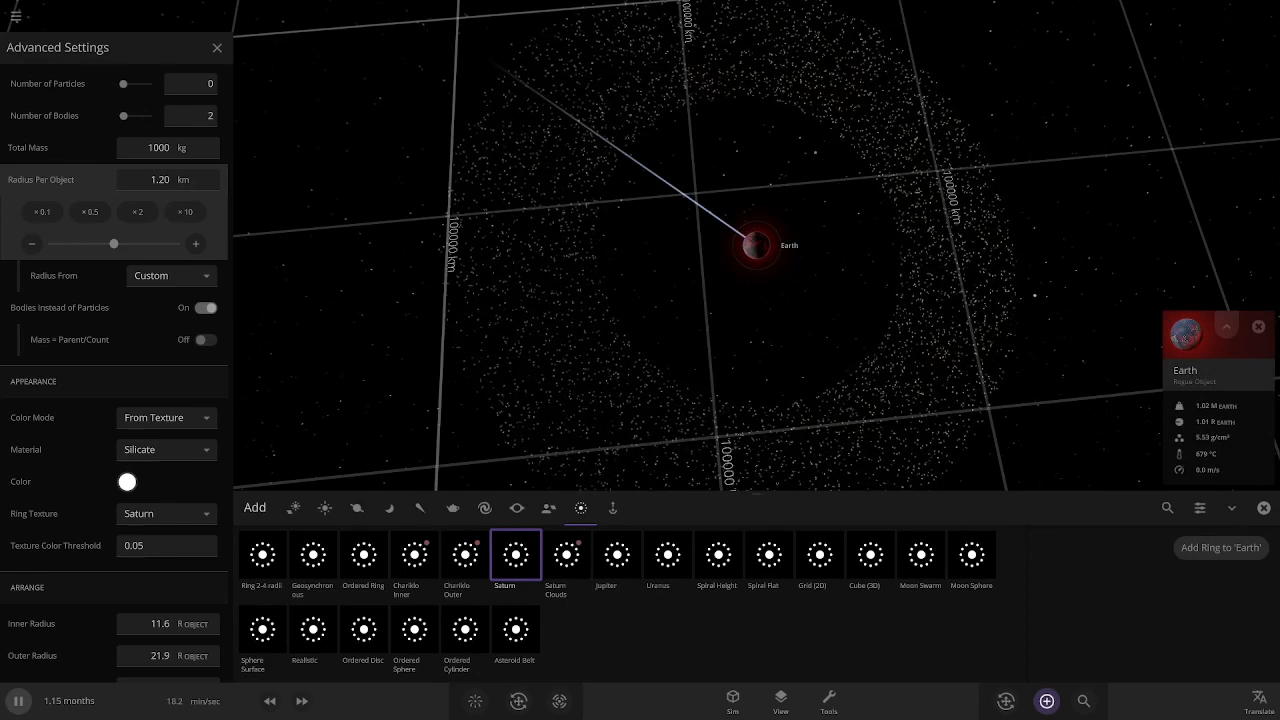 Advanced Settings
Number of Particles 0
Number of Bodies 2
Total Mass 1000 kg
Radius Per Object 1.20 km
× 0.1 × 0.5 × 2 × 10
Radius From Custom
Bodies Instead of Particles On
Mass = Parent/Count Off
APPEARANCE
Color Mode From Texture
Material Silicate
Color
Ring Texture Saturn
Texture Color Threshold 0.05
ARRANGE
Inner Radius 11.6 R OBJECT
Outer Radius 21.9 R OBJECT
100000 km
100000 km
100000 km
100000 km
Earth
Earth
Rogue Object
1.02 M EARTH
1.01 R EARTH
5.53 g/cm³
679 °C
0.0 m/s
Add
Add Ring to 'Earth'
Ring 2-4 radii
Geosynchron
ous
Ordered Ring
Chariklo
Inner
Chariklo
Outer
Saturn
Saturn
Clouds
Jupiter
Uranus
Spiral Height
Spiral Flat
Grid (2D)
Cube (3D)
Moon Swarm
Moon Sphere
Sphere
Surface
Realistic
Ordered Disc
Ordered
Sphere
Ordered
Cylinder
Asteroid Belt
1.15 months 18.2 min/sec
Sim View Tools
Translate